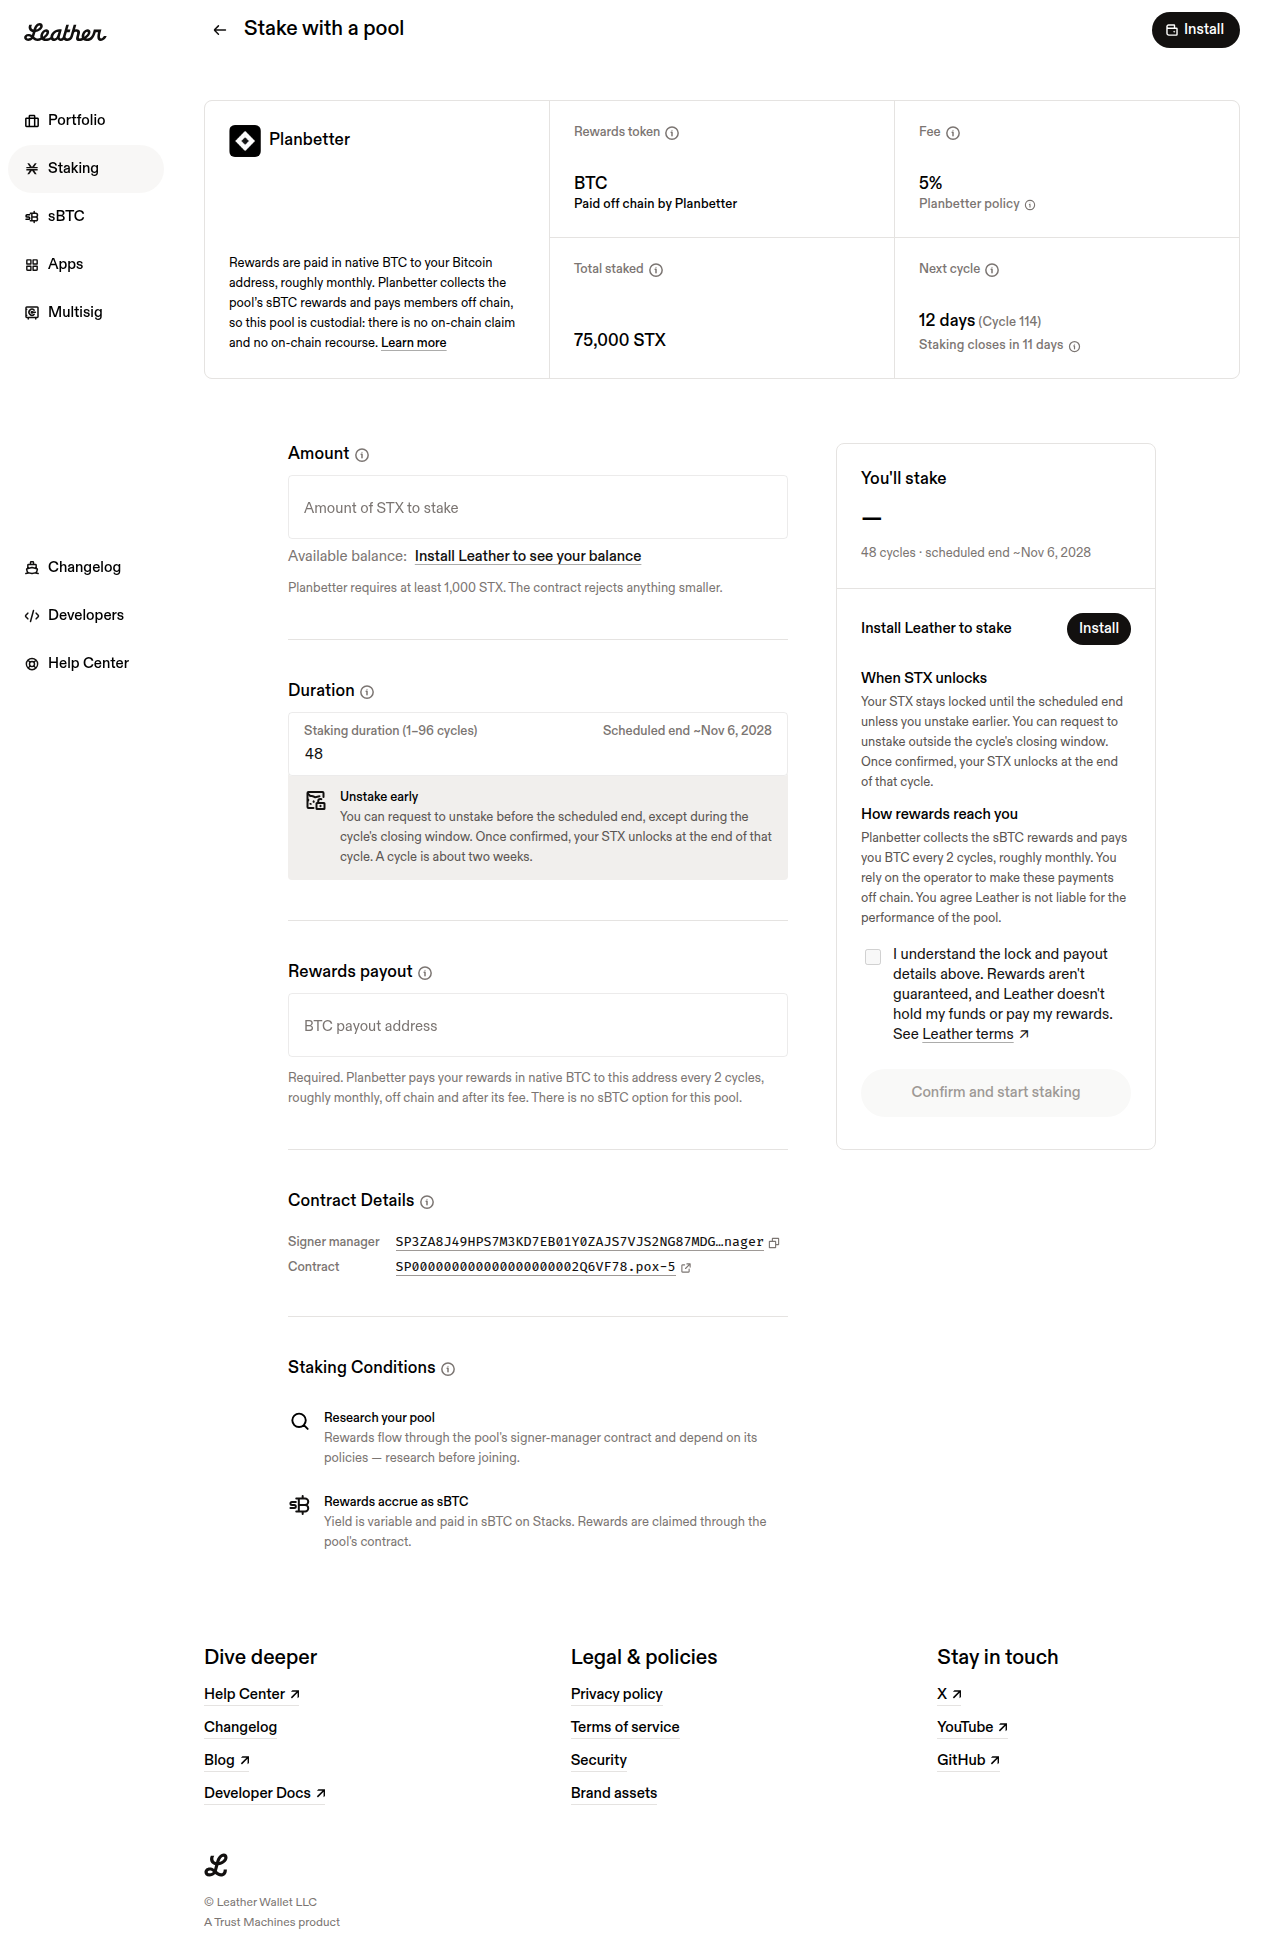 Leather
Stake with a pool
Install
Portfolio
Staking
sBTC
Apps
Multisig
Changelog
Developers
Help Center
Planbetter
Rewards are paid in native BTC to your Bitcoin
address, roughly monthly. Planbetter collects the
pool's sBTC rewards and pays members off chain,
so this pool is custodial: there is no on-chain claim
and no on-chain recourse. Learn more
Rewards token
BTC
Paid off chain by Planbetter
Fee
5%
Planbetter policy
Total staked
75,000 STX
Next cycle
12 days (Cycle 114)
Staking closes in 11 days
Amount
Amount of STX to stake
Available balance: Install Leather to see your balance
Planbetter requires at least 1,000 STX. The contract rejects anything smaller.
Duration
Staking duration (1–96 cycles)
Scheduled end ~Nov 6, 2028
48
Unstake early
You can request to unstake before the scheduled end, except during the
cycle's closing window. Once confirmed, your STX unlocks at the end of that
cycle. A cycle is about two weeks.
Rewards payout
BTC payout address
Required. Planbetter pays your rewards in native BTC to this address every 2 cycles,
roughly monthly, off chain and after its fee. There is no sBTC option for this pool.
Contract Details
Signer manager SP3ZA8J49HPS7M3KD7EB01Y0ZAJS7VJS2NG87MDG…nager
Contract SP000000000000000000002Q6VF78.pox-5
Staking Conditions
Research your pool
Rewards flow through the pool's signer-manager contract and depend on its
policies — research before joining.
Rewards accrue as sBTC
Yield is variable and paid in sBTC on Stacks. Rewards are claimed through the
pool's contract.
You'll stake
—
48 cycles · scheduled end ~Nov 6, 2028
Install Leather to stake
Install
When STX unlocks
Your STX stays locked until the scheduled end
unless you unstake earlier. You can request to
unstake outside the cycle's closing window.
Once confirmed, your STX unlocks at the end
of that cycle.
How rewards reach you
Planbetter collects the sBTC rewards and pays
you BTC every 2 cycles, roughly monthly. You
rely on the operator to make these payments
off chain. You agree Leather is not liable for the
performance of the pool.
I understand the lock and payout
details above. Rewards aren't
guaranteed, and Leather doesn't
hold my funds or pay my rewards.
See Leather terms
Confirm and start staking
Dive deeper
Help Center
Changelog
Blog
Developer Docs
Legal & policies
Privacy policy
Terms of service
Security
Brand assets
Stay in touch
X
YouTube
GitHub
© Leather Wallet LLC
A Trust Machines product